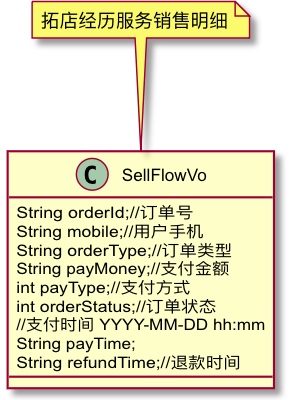 拓店经历服务销售明细
C SellFlowVo
String orderId;//订单号
String mobile;//用户手机
String orderType;//订单类型
String payMoney;//支付金额
int payType;//支付方式
int orderStatus;//订单状态
//支付时间 YYYY-MM-DD hh:mm
String payTime;
String refundTime;//退款时间